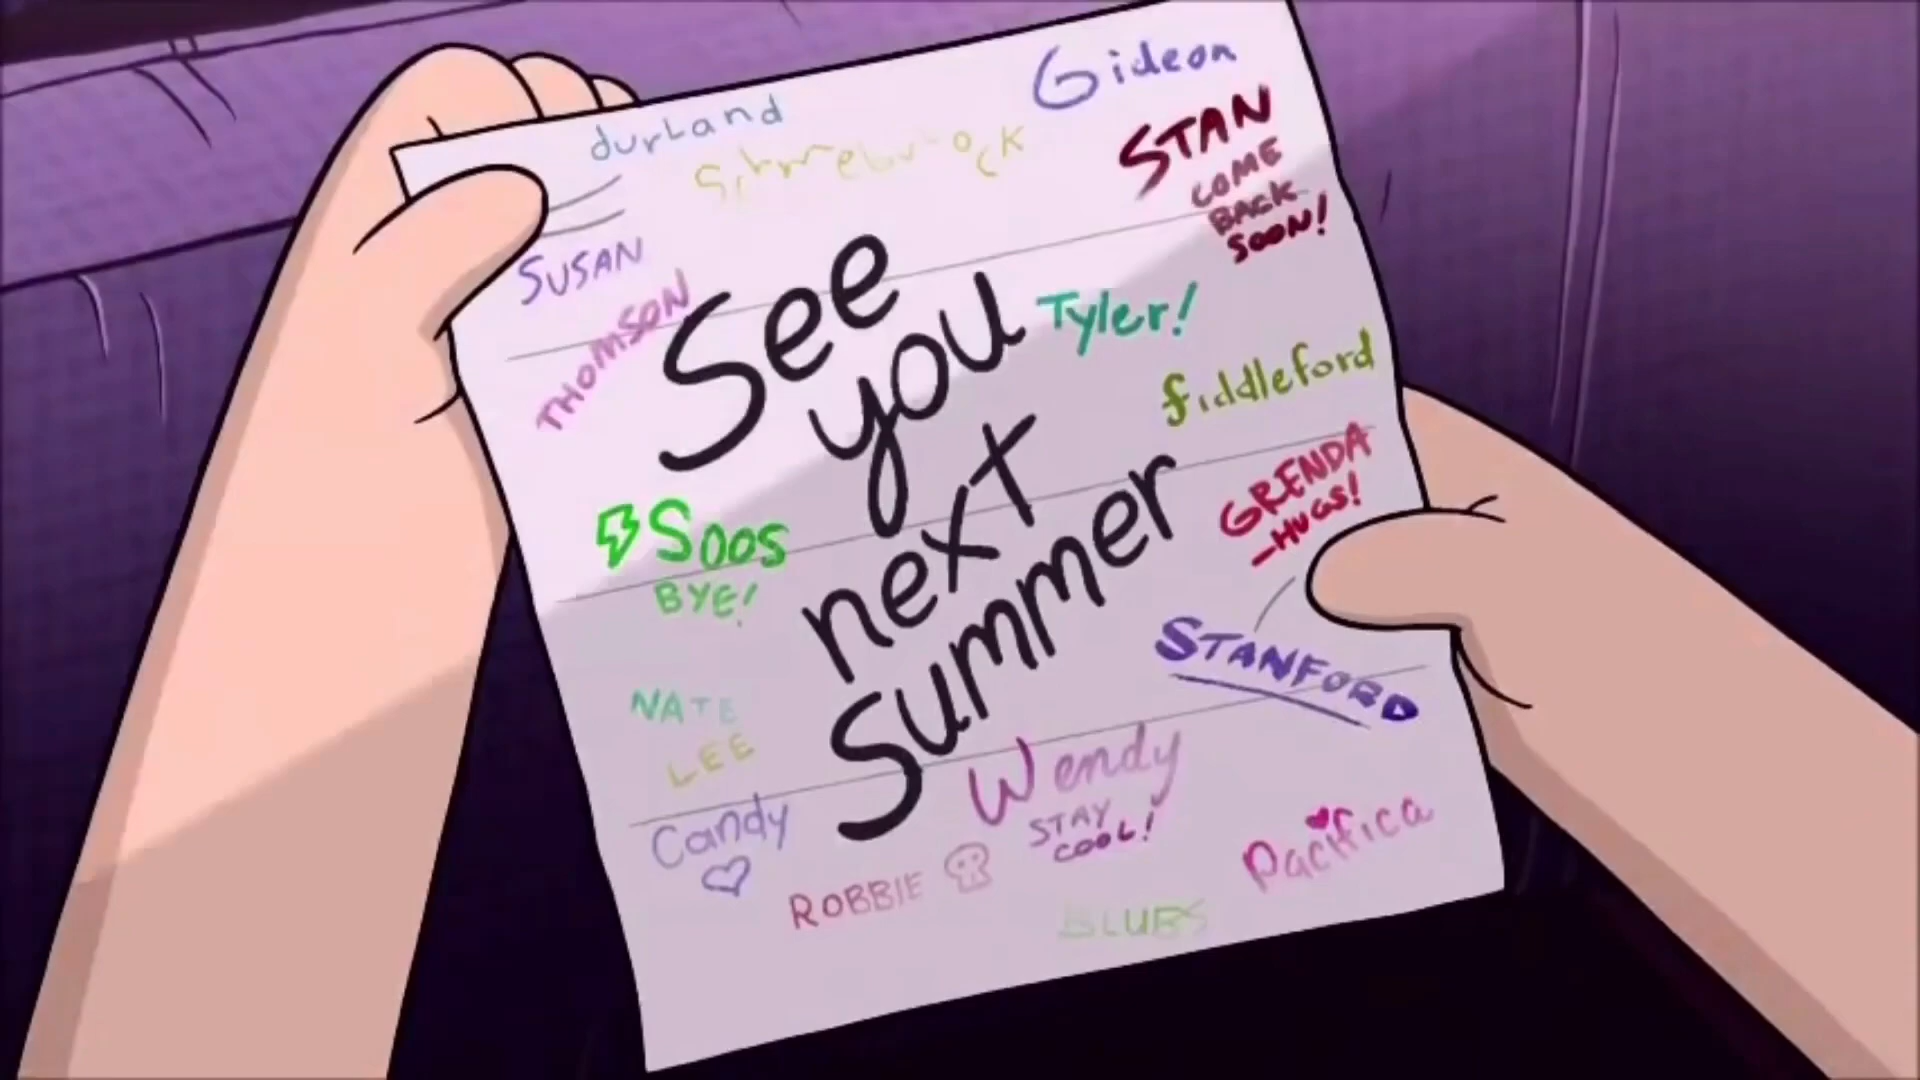 Gideon
durland
STAN
COME
BACK
SOON!
SUSAN
THOMSON
See
you
next
summer
Tyler!
fiddleford
GRENDA
-HUGS!
SOOS
BYE!
STANFORD
NATE
LEE
Wendy
STAY
COOL!
Candy
Pacifica
ROBBIE
BLUBS